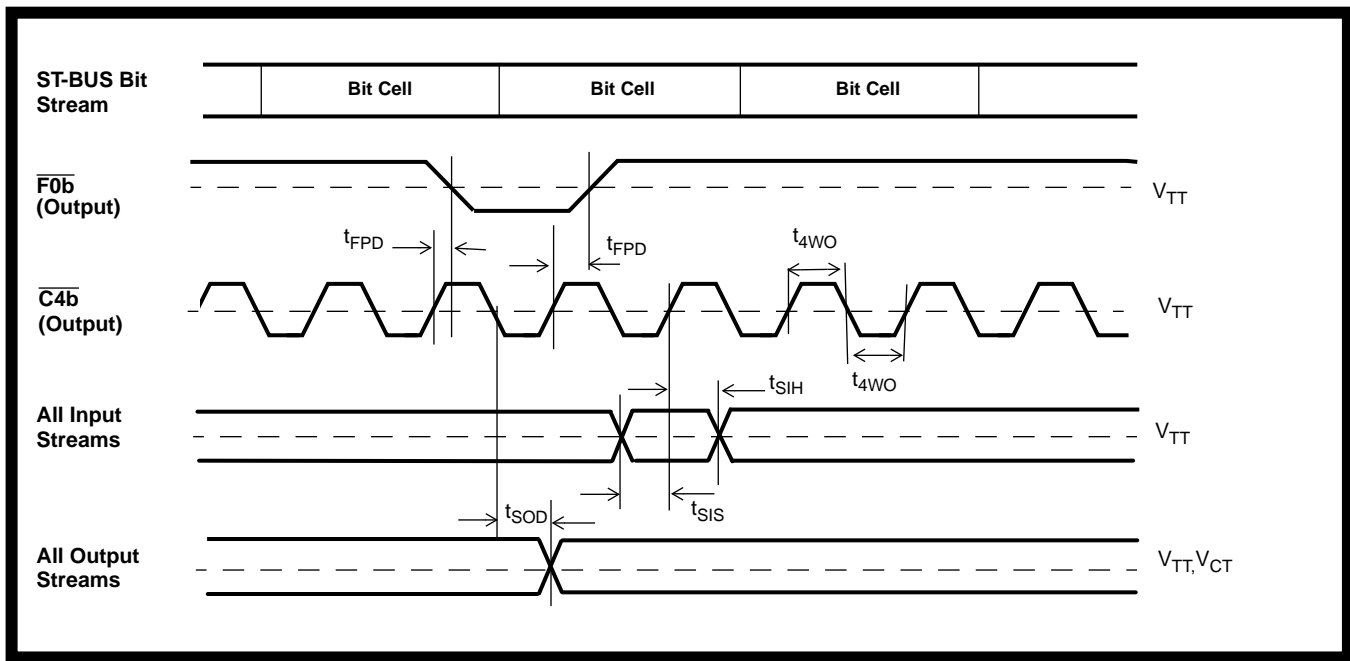 ST-BUS Bit
Stream
Bit Cell
Bit Cell
Bit Cell
F0b
(Output)
VTT
tFPD
tFPD
t4WO
C4b
(Output)
VTT
t4WO
tSIH
All Input
Streams
VTT
tSOD
tSIS
All Output
Streams
VTT,VCT